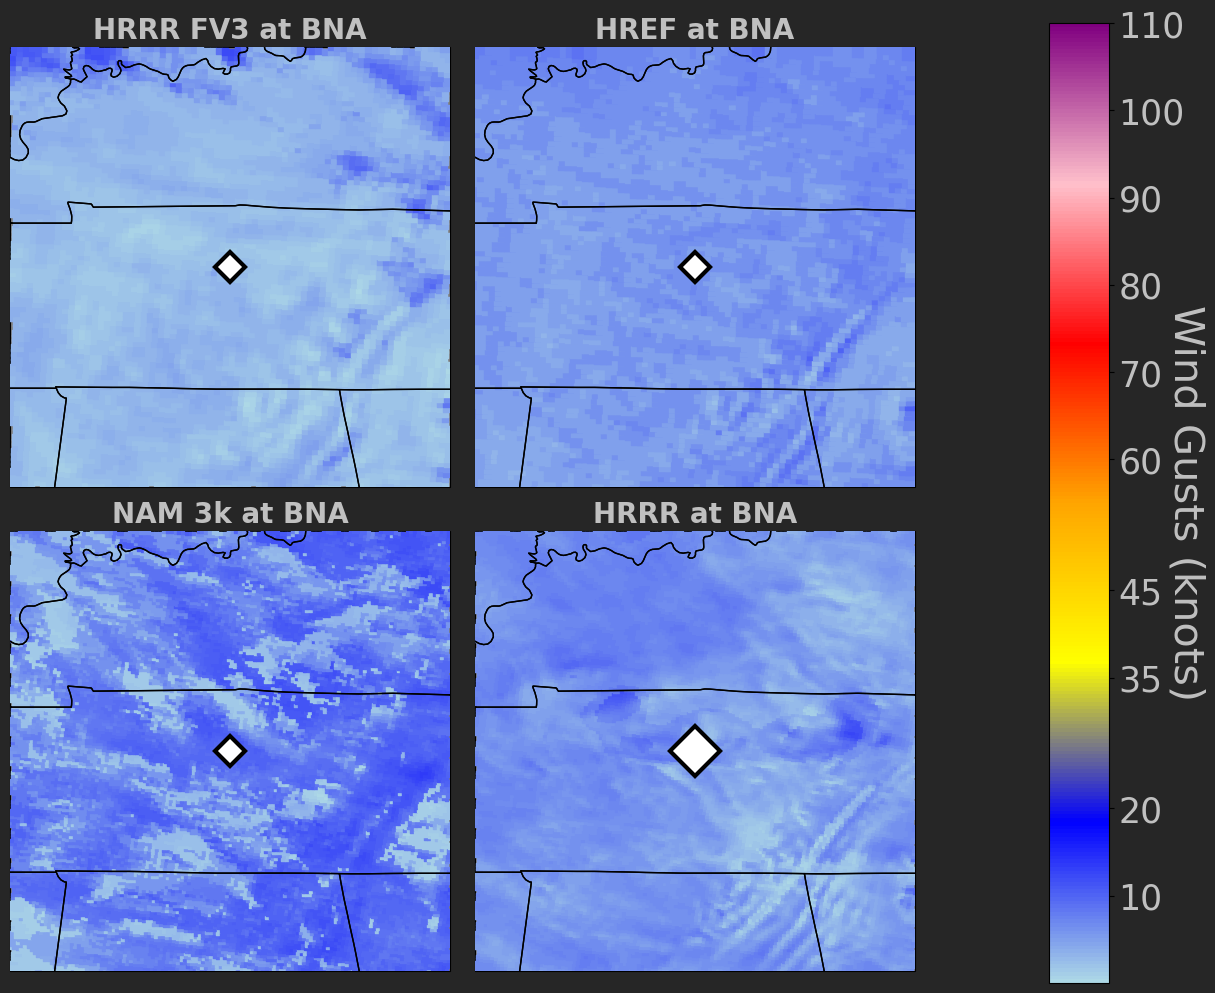 HRRR FV3 at BNA
HREF at BNA
NAM 3k at BNA
HRRR at BNA
110
100
90
80
70
60
45
35
20
10
Wind Gusts (knots)